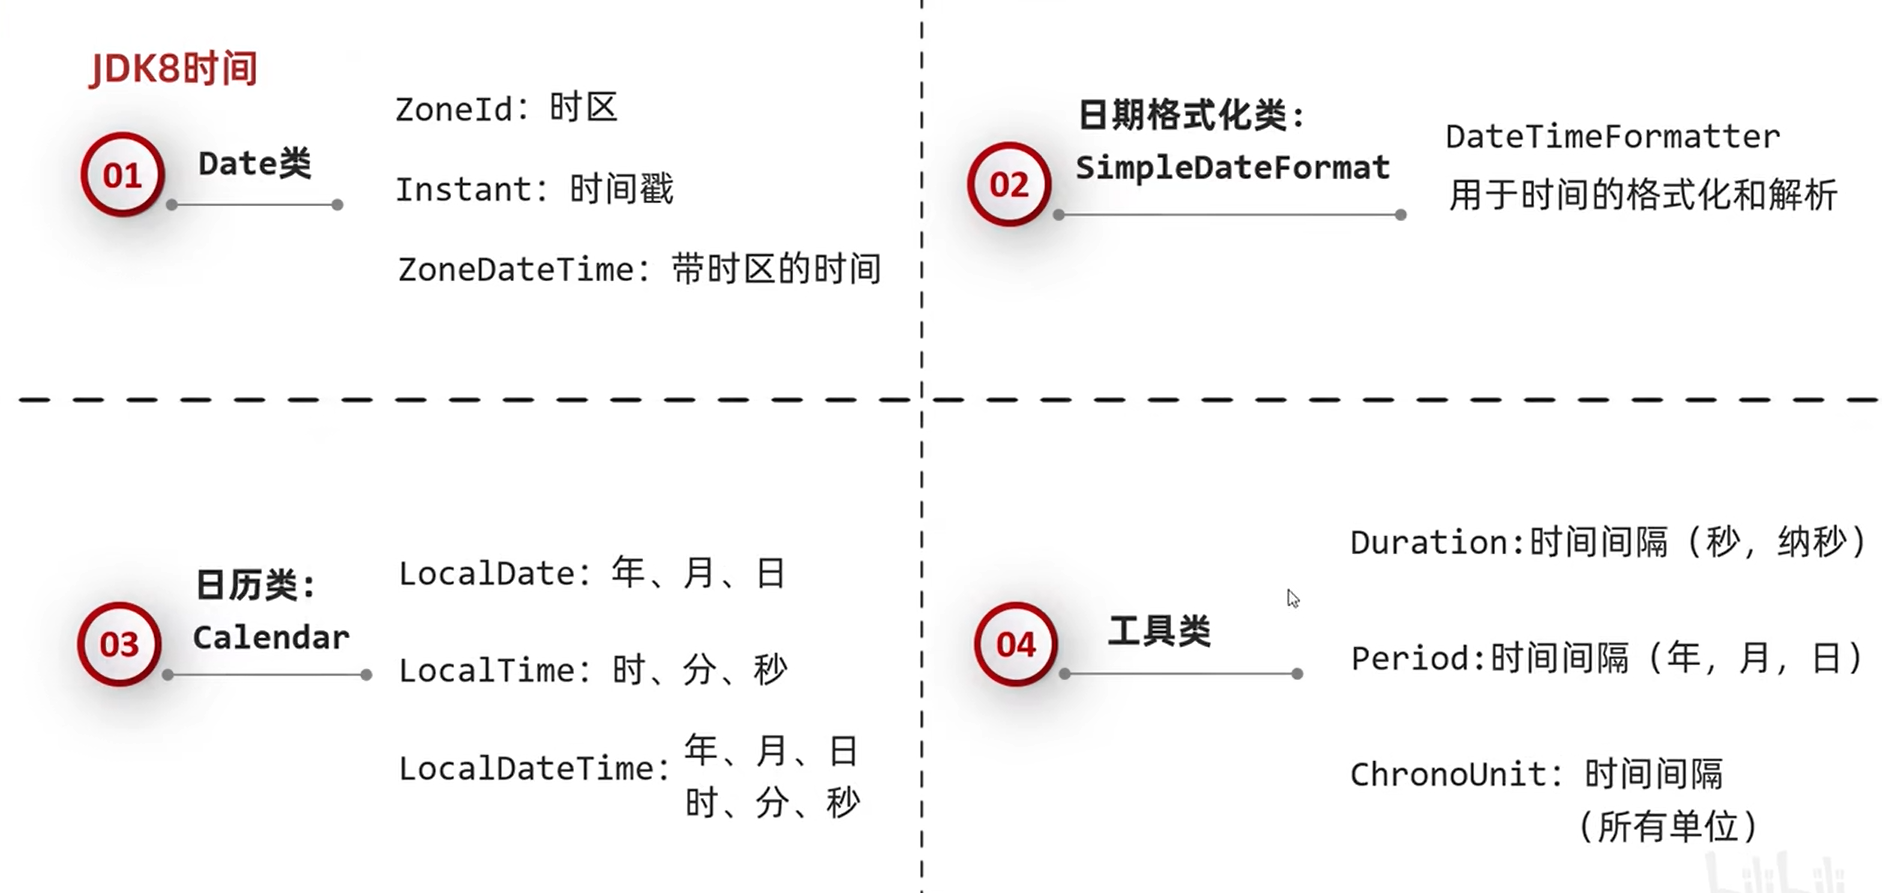 JDK8时间
01
Date类
ZoneId：时区
Instant：时间戳
ZoneDateTime：带时区的时间
02
日期格式化类：
SimpleDateFormat
DateTimeFormatter
用于时间的格式化和解析
03
日历类：
Calendar
LocalDate：年、月、日
LocalTime：时、分、秒
LocalDateTime：
年、月、日
时、分、秒
04
工具类
Duration:时间间隔（秒，纳秒）
Period:时间间隔（年，月，日）
ChronoUnit：时间间隔
（所有单位）